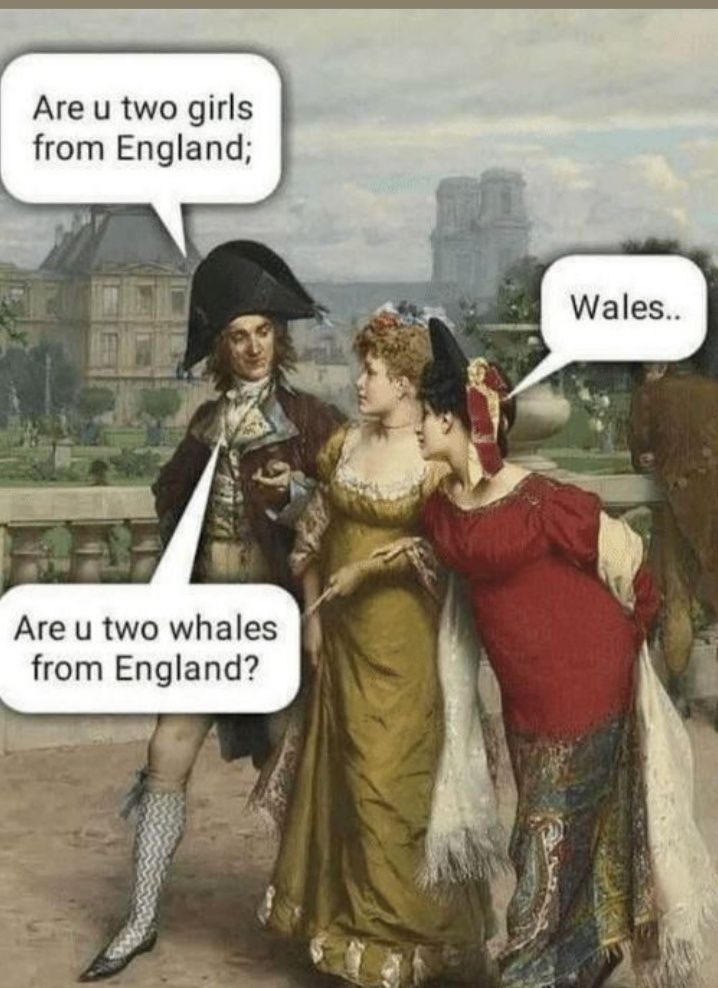 Are u two girls
from England;
Wales..
Are u two whales
from England?